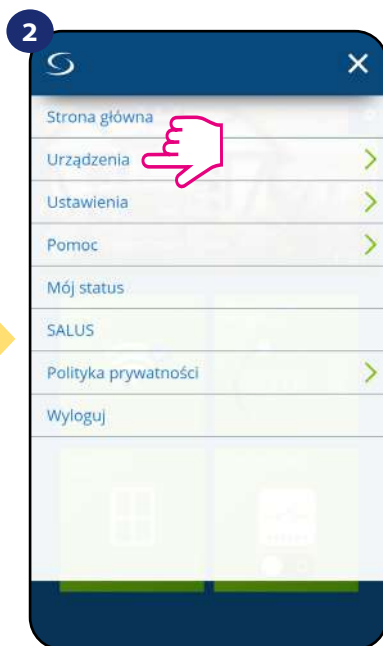 2
Strona główna
Urządzenia
Ustawienia
Pomoc
Mój status
SALUS
Polityka prywatności
Wyloguj